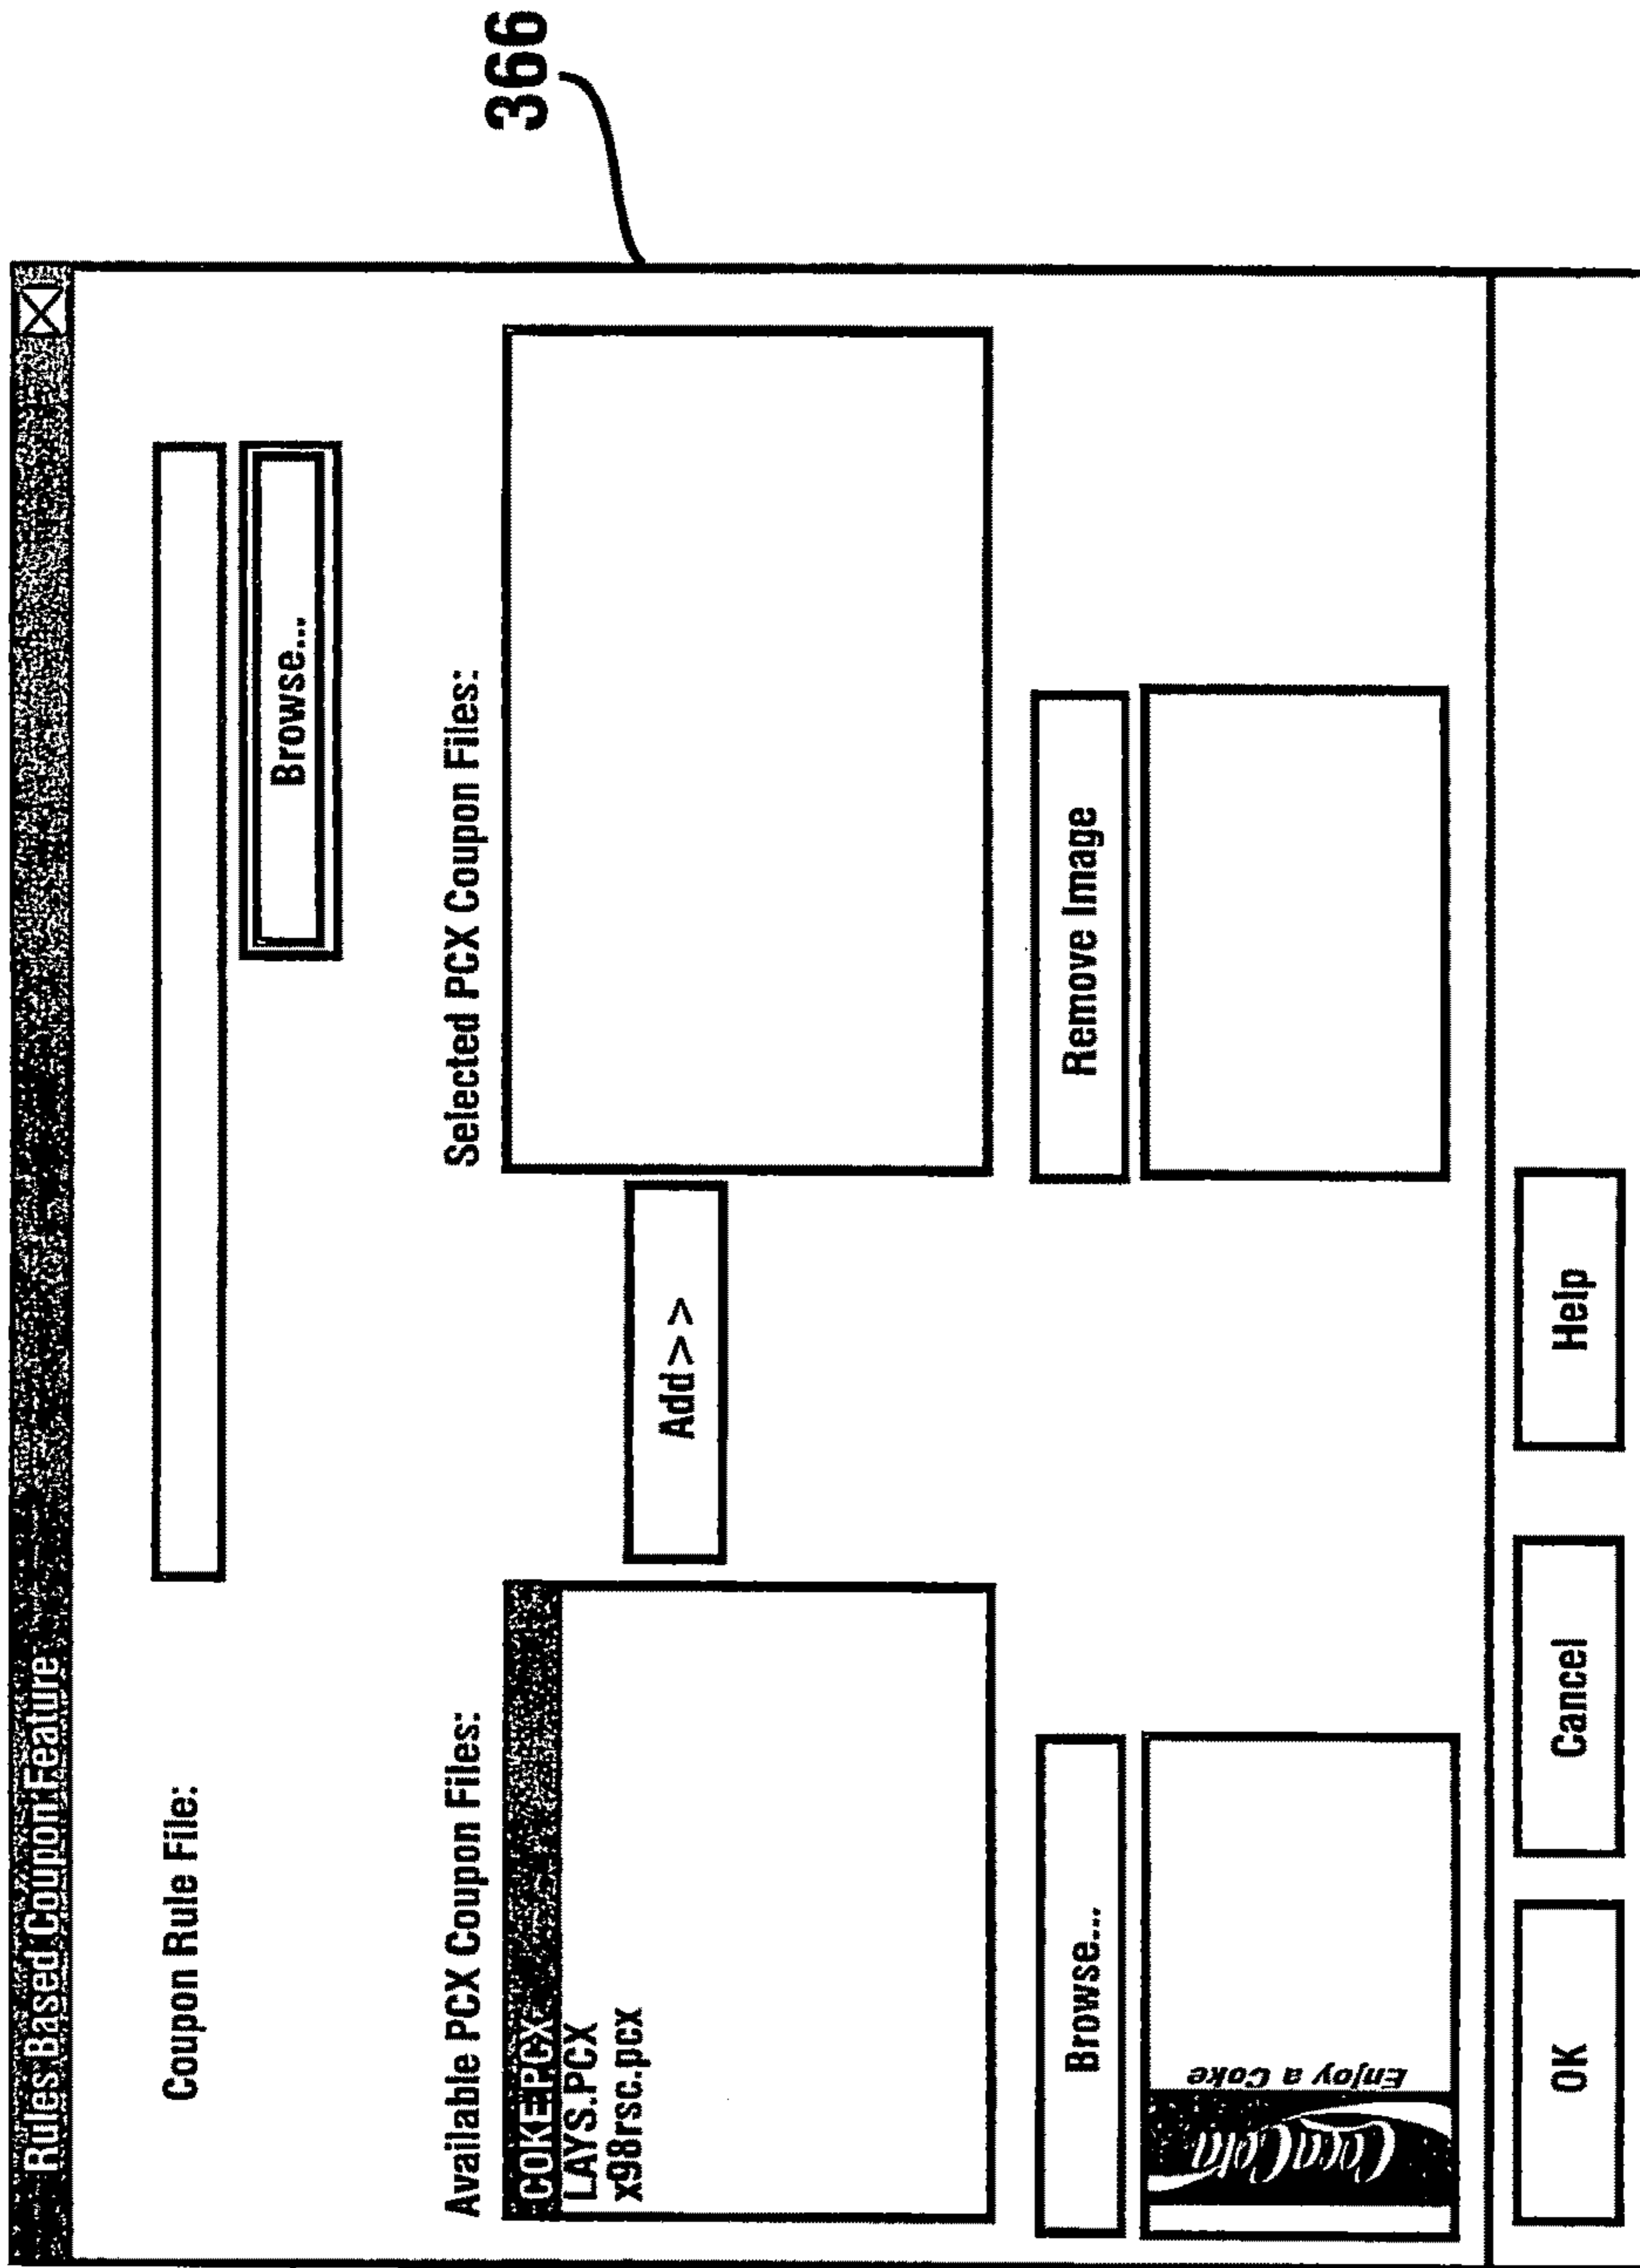 Rules Based Coupon Feature
366
Coupon Rule File:
Browse...
Available PCX Coupon Files:
Selected PCX Coupon Files:
COKE.PCX
LAYS.PCX
x98rsc.pcx
Add>>
Browse...
Remove Image
Coca-Cola
Enjoy a Coke
OK
Cancel
Help